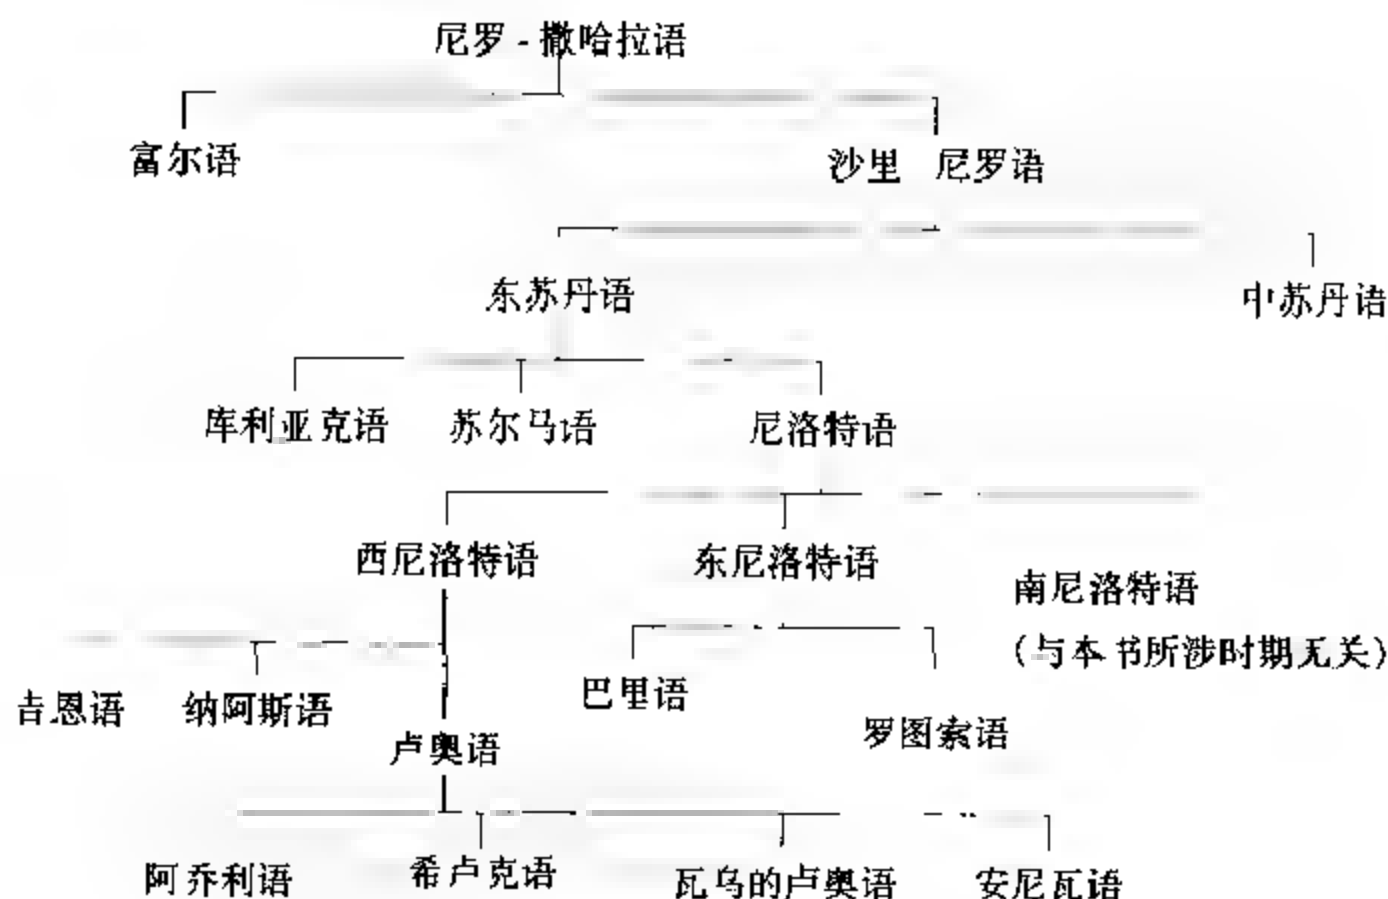 尼罗-撒哈拉语
富尔语 沙里 尼罗语
东苏丹语 中苏丹语
库利亚克语 苏尔马语 尼洛特语
西尼洛特语 东尼洛特语 南尼洛特语
(与本书所涉时期无关)
吉恩语 纳阿斯语 巴里语 罗图索语
卢奥语
阿乔利语 希卢克语 瓦乌的卢奥语 安尼瓦语